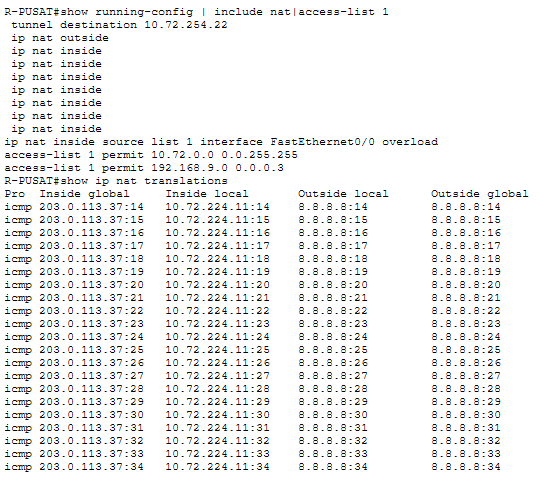 R-PUSAT#show running-config | include nat|access-list 1
 tunnel destination 10.72.254.22
 ip nat outside
 ip nat inside
 ip nat inside
 ip nat inside
 ip nat inside
 ip nat inside
 ip nat inside
 ip nat inside
ip nat inside source list 1 interface FastEthernet0/0 overload
access-list 1 permit 10.72.0.0 0.0.255.255
access-list 1 permit 192.168.9.0 0.0.0.3
R-PUSAT#show ip nat translations
Pro  Inside global     Inside local       Outside local      Outside global
icmp 203.0.113.37:14   10.72.224.11:14    8.8.8.8:14         8.8.8.8:14
icmp 203.0.113.37:15   10.72.224.11:15    8.8.8.8:15         8.8.8.8:15
icmp 203.0.113.37:16   10.72.224.11:16    8.8.8.8:16         8.8.8.8:16
icmp 203.0.113.37:17   10.72.224.11:17    8.8.8.8:17         8.8.8.8:17
icmp 203.0.113.37:18   10.72.224.11:18    8.8.8.8:18         8.8.8.8:18
icmp 203.0.113.37:19   10.72.224.11:19    8.8.8.8:19         8.8.8.8:19
icmp 203.0.113.37:20   10.72.224.11:20    8.8.8.8:20         8.8.8.8:20
icmp 203.0.113.37:21   10.72.224.11:21    8.8.8.8:21         8.8.8.8:21
icmp 203.0.113.37:22   10.72.224.11:22    8.8.8.8:22         8.8.8.8:22
icmp 203.0.113.37:23   10.72.224.11:23    8.8.8.8:23         8.8.8.8:23
icmp 203.0.113.37:24   10.72.224.11:24    8.8.8.8:24         8.8.8.8:24
icmp 203.0.113.37:25   10.72.224.11:25    8.8.8.8:25         8.8.8.8:25
icmp 203.0.113.37:26   10.72.224.11:26    8.8.8.8:26         8.8.8.8:26
icmp 203.0.113.37:27   10.72.224.11:27    8.8.8.8:27         8.8.8.8:27
icmp 203.0.113.37:28   10.72.224.11:28    8.8.8.8:28         8.8.8.8:28
icmp 203.0.113.37:29   10.72.224.11:29    8.8.8.8:29         8.8.8.8:29
icmp 203.0.113.37:30   10.72.224.11:30    8.8.8.8:30         8.8.8.8:30
icmp 203.0.113.37:31   10.72.224.11:31    8.8.8.8:31         8.8.8.8:31
icmp 203.0.113.37:32   10.72.224.11:32    8.8.8.8:32         8.8.8.8:32
icmp 203.0.113.37:33   10.72.224.11:33    8.8.8.8:33         8.8.8.8:33
icmp 203.0.113.37:34   10.72.224.11:34    8.8.8.8:34         8.8.8.8:34